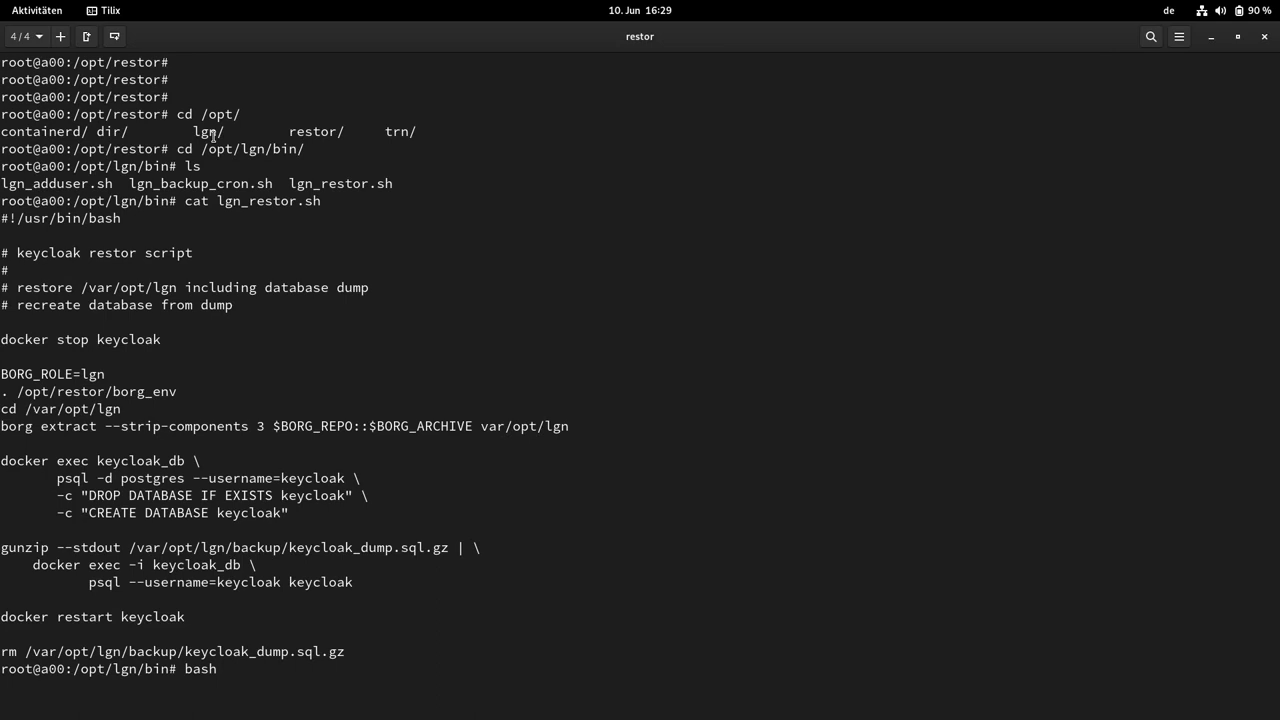 Aktivitäten Tilix 10. Jun 16:29 de 90 %
4/4 restor
root@a00:/opt/restor#
root@a00:/opt/restor#
root@a00:/opt/restor#
root@a00:/opt/restor# cd /opt/
containerd/ dir/ lgn/ restor/ trn/
root@a00:/opt/restor# cd /opt/lgn/bin/
root@a00:/opt/lgn/bin# ls
lgn_adduser.sh lgn_backup_cron.sh lgn_restor.sh
root@a00:/opt/lgn/bin# cat lgn_restor.sh
#!/usr/bin/bash
# keycloak restor script
#
# restore /var/opt/lgn including database dump
# recreate database from dump
docker stop keycloak
BORG_ROLE=lgn
. /opt/restor/borg_env
cd /var/opt/lgn
borg extract --strip-components 3 $BORG_REPO::$BORG_ARCHIVE var/opt/lgn
docker exec keycloak_db \
psql -d postgres --username=keycloak \
-c "DROP DATABASE IF EXISTS keycloak" \
-c "CREATE DATABASE keycloak"
gunzip --stdout /var/opt/lgn/backup/keycloak_dump.sql.gz | \
docker exec -i keycloak_db \
psql --username=keycloak keycloak
docker restart keycloak
rm /var/opt/lgn/backup/keycloak_dump.sql.gz
root@a00:/opt/lgn/bin# bash